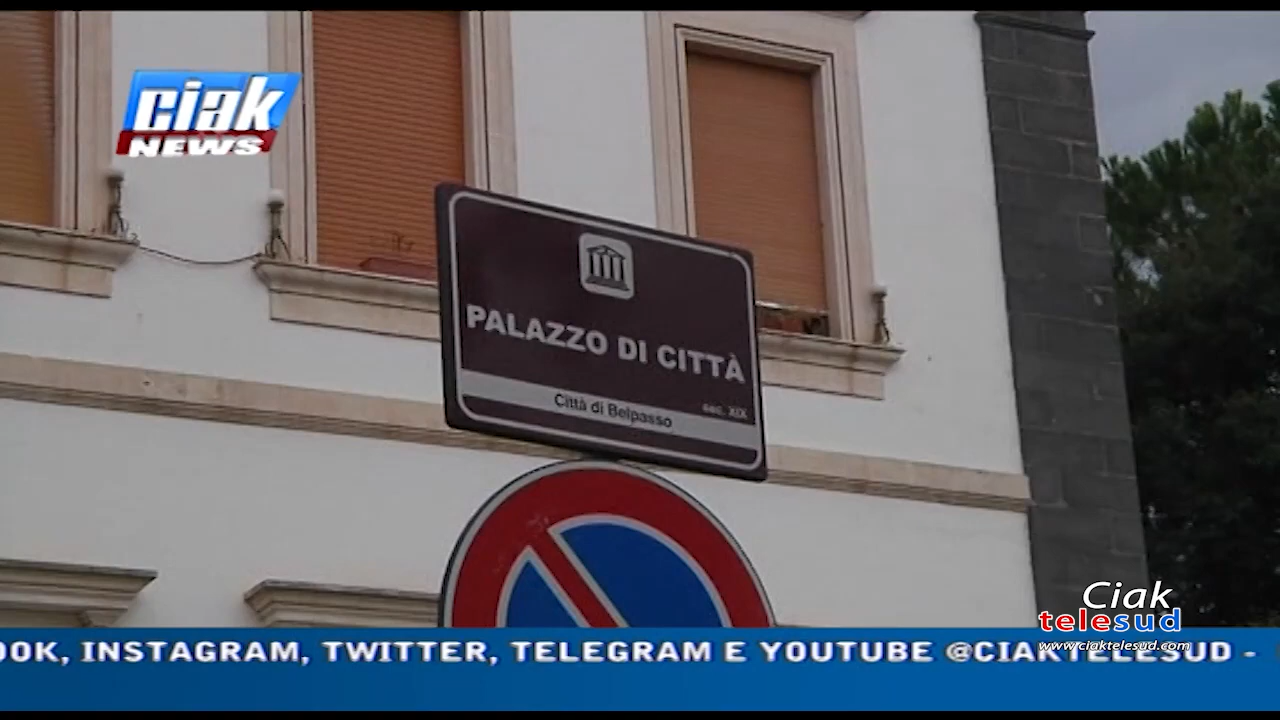 ciak
NEWS
PALAZZO DI CITTÀ
sec. XIX
Città di Belpasso
Ciak
telesud
www.ciaktelesud.com
OOK, INSTAGRAM, TWITTER, TELEGRAM E YOUTUBE @CIAKTELESUD -